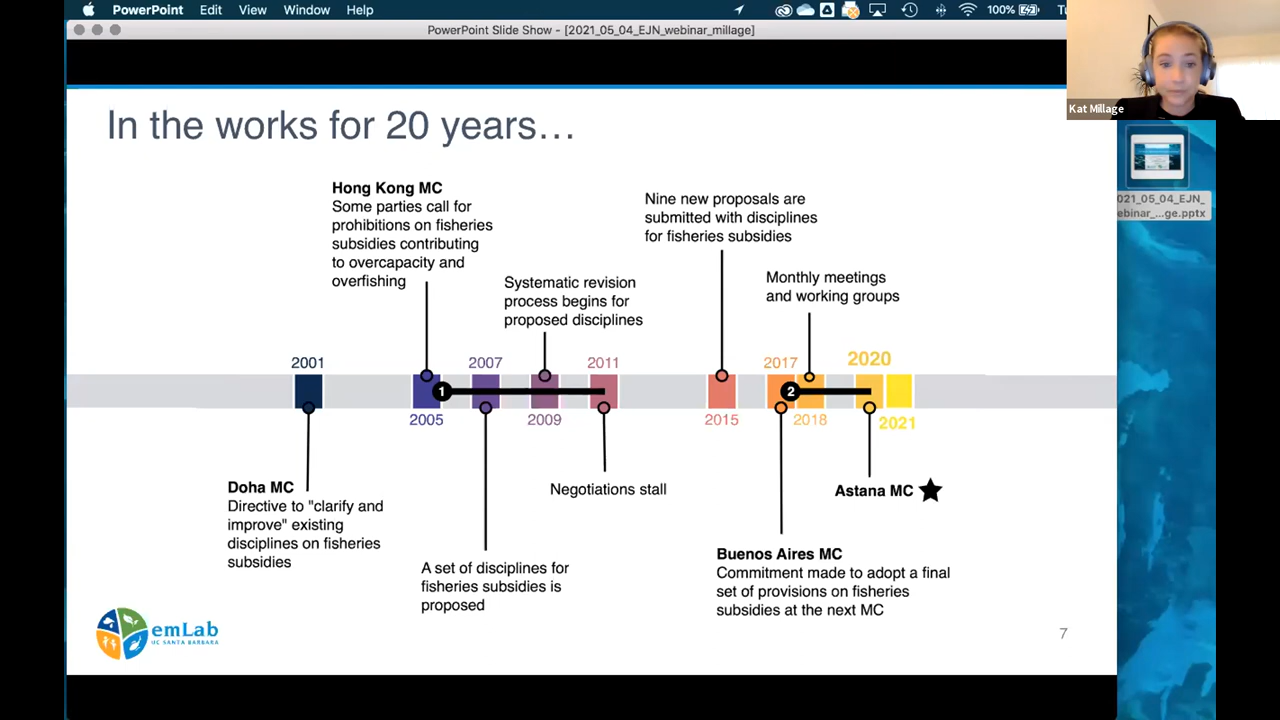 PowerPoint Edit View Window Help
100%
PowerPoint Slide Show - [2021_05_04_EJN_webinar_millage]
Kat Millage
021_05_04_EJN_
ebinar_...ge.pptx
In the works for 20 years…
Hong Kong MC
Some parties call for
prohibitions on fisheries
subsidies contributing
to overcapacity and
overfishing
Systematic revision
process begins for
proposed disciplines
Nine new proposals are
submitted with disciplines
for fisheries subsidies
Monthly meetings
and working groups
2001
2007
2011
2017
2020
1
2
2005
2009
2015
2018
2021
Doha MC
Directive to "clarify and
improve" existing
disciplines on fisheries
subsidies
A set of disciplines for
fisheries subsidies is
proposed
Negotiations stall
Astana MC
Buenos Aires MC
Commitment made to adopt a final
set of provisions on fisheries
subsidies at the next MC
emLab
UC SANTA BARBARA
7